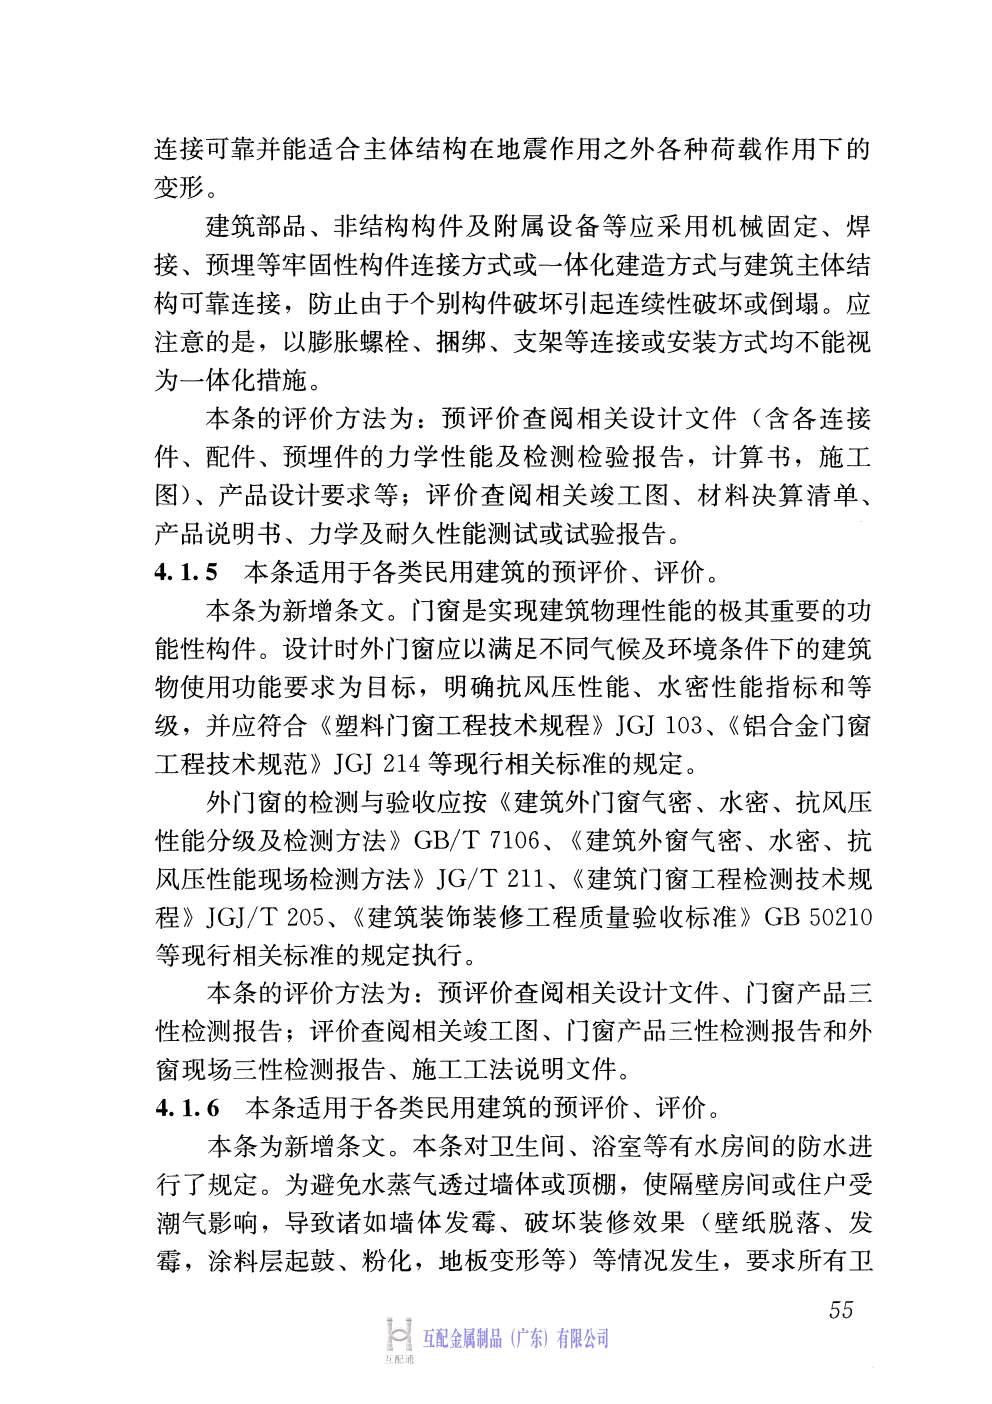 连接可靠并能适合主体结构在地震作用之外各种荷载作用下的
变形。
建筑部品、非结构构件及附属设备等应采用机械固定、焊
接、预埋等牢固性构件连接方式或一体化建造方式与建筑主体结
构可靠连接，防止由于个别构件破坏引起连续性破坏或倒塌。应
注意的是，以膨胀螺栓、捆绑、支架等连接或安装方式均不能视
为一体化措施。
本条的评价方法为：预评价查阅相关设计文件（含各连接
件、配件、预埋件的力学性能及检测检验报告，计算书，施工
图）、产品设计要求等；评价查阅相关竣工图、材料决算清单、
产品说明书、力学及耐久性能测试或试验报告。
4.1.5 本条适用于各类民用建筑的预评价、评价。
本条为新增条文。门窗是实现建筑物理性能的极其重要的功
能性构件。设计时外门窗应以满足不同气候及环境条件下的建筑
物使用功能要求为目标，明确抗风压性能、水密性能指标和等
级，并应符合《塑料门窗工程技术规程》JGJ 103、《铝合金门窗
工程技术规范》JGJ 214 等现行相关标准的规定。
外门窗的检测与验收应按《建筑外门窗气密、水密、抗风压
性能分级及检测方法》GB/T 7106、《建筑外窗气密、水密、抗
风压性能现场检测方法》JG/T 211、《建筑门窗工程检测技术规
程》JGJ/T 205、《建筑装饰装修工程质量验收标准》GB 50210
等现行相关标准的规定执行。
本条的评价方法为：预评价查阅相关设计文件、门窗产品三
性检测报告；评价查阅相关竣工图、门窗产品三性检测报告和外
窗现场三性检测报告、施工工法说明文件。
4.1.6 本条适用于各类民用建筑的预评价、评价。
本条为新增条文。本条对卫生间、浴室等有水房间的防水进
行了规定。为避免水蒸气透过墙体或顶棚，使隔壁房间或住户受
潮气影响，导致诸如墙体发霉、破坏装修效果（壁纸脱落、发
霉，涂料层起鼓、粉化，地板变形等）等情况发生，要求所有卫
55
互配金属制品（广东）有限公司
互配通